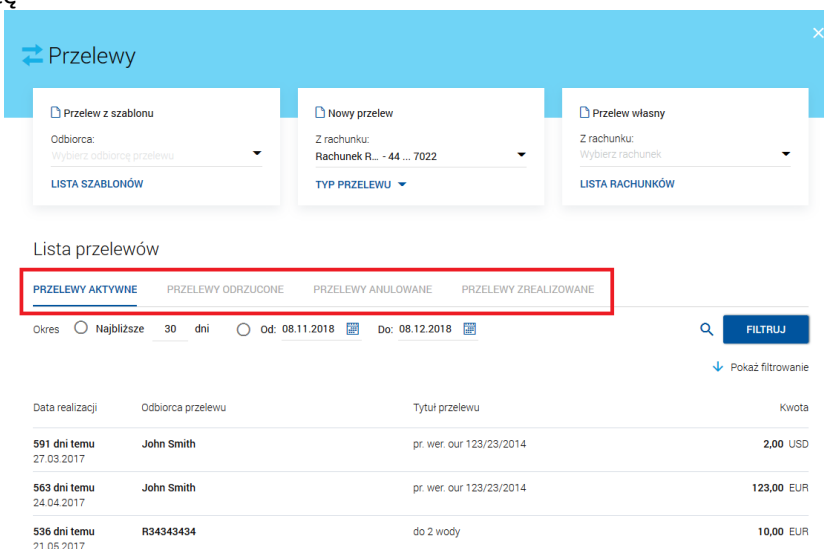 Przelewy
Przelew z szablonu
Odbiorca:
Wybierz odbiorcę przelewu
LISTA SZABLONÓW
Nowy przelew
Z rachunku:
Rachunek R... - 44 ... 7022
TYP PRZELEWU
Przelew własny
Z rachunku:
Wybierz rachunek
LISTA RACHUNKÓW
Lista przelewów
PRZELEWY AKTYWNE PRZELEWY ODRZUCONE PRZELEWY ANULOWANE PRZELEWY ZREALIZOWANE
Okres Najbliższe 30 dni Od: 08.11.2018 Do: 08.12.2018 FILTRUJ
Pokaż filtrowanie
Data realizacji Odbiorca przelewu Tytuł przelewu Kwota
591 dni temu John Smith pr. wer. our 123/23/2014 2,00 USD
27.03.2017
563 dni temu John Smith pr. wer. our 123/23/2014 123,00 EUR
24.04.2017
536 dni temu R34343434 do 2 wody 10,00 EUR
21.05.2017